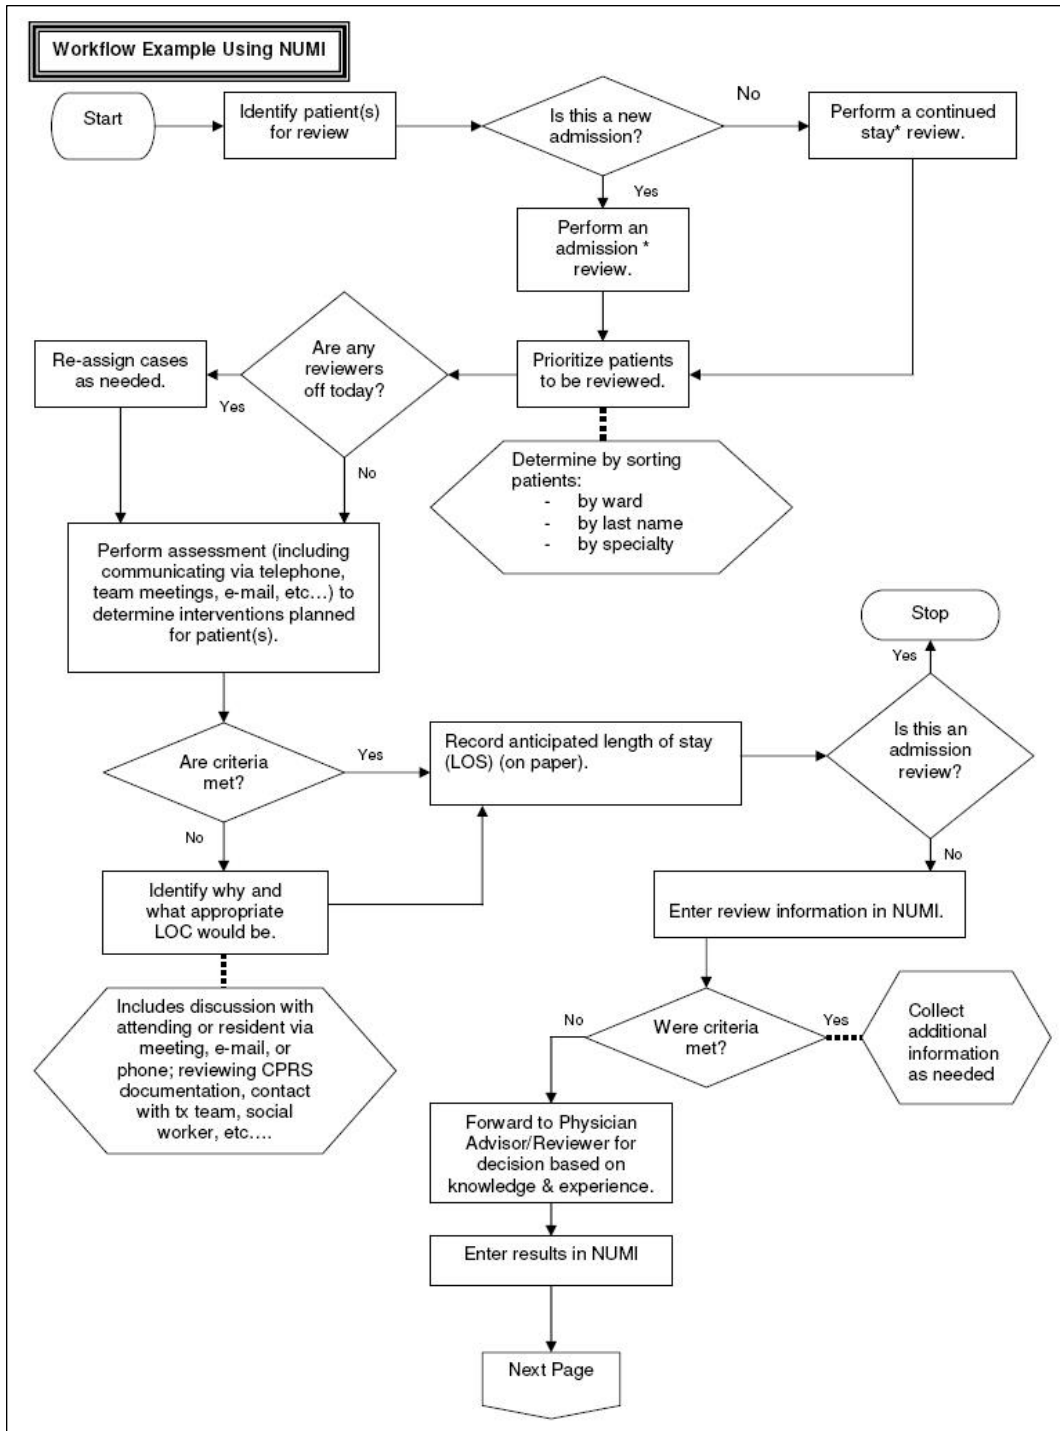 Workflow Example Using NUMI
Start
Identify patient(s)
for review
Is this a new
admission?
No
Perform a continued
stay* review.
Yes
Perform an
admission *
review.
Re-assign cases
as needed.
Yes
Are any
reviewers
off today?
No
Prioritize patients
to be reviewed.
Determine by sorting
patients:
- by ward
- by last name
- by specialty
Perform assessment (including
communicating via telephone,
team meetings, e-mail, etc…) to
determine interventions planned
for patient(s).
Stop
Yes
Are criteria
met?
Yes
Record anticipated length of stay
(LOS) (on paper).
Is this an
admission
review?
No
No
Identify why and
what appropriate
LOC would be.
Enter review information in NUMI.
Includes discussion with
attending or resident via
meeting, e-mail, or
phone; reviewing CPRS
documentation, contact
with tx team, social
worker, etc….
No
Were criteria
met?
Yes
Collect
additional
information
as needed
Forward to Physician
Advisor/Reviewer for
decision based on
knowledge & experience.
Enter results in NUMI
Next Page